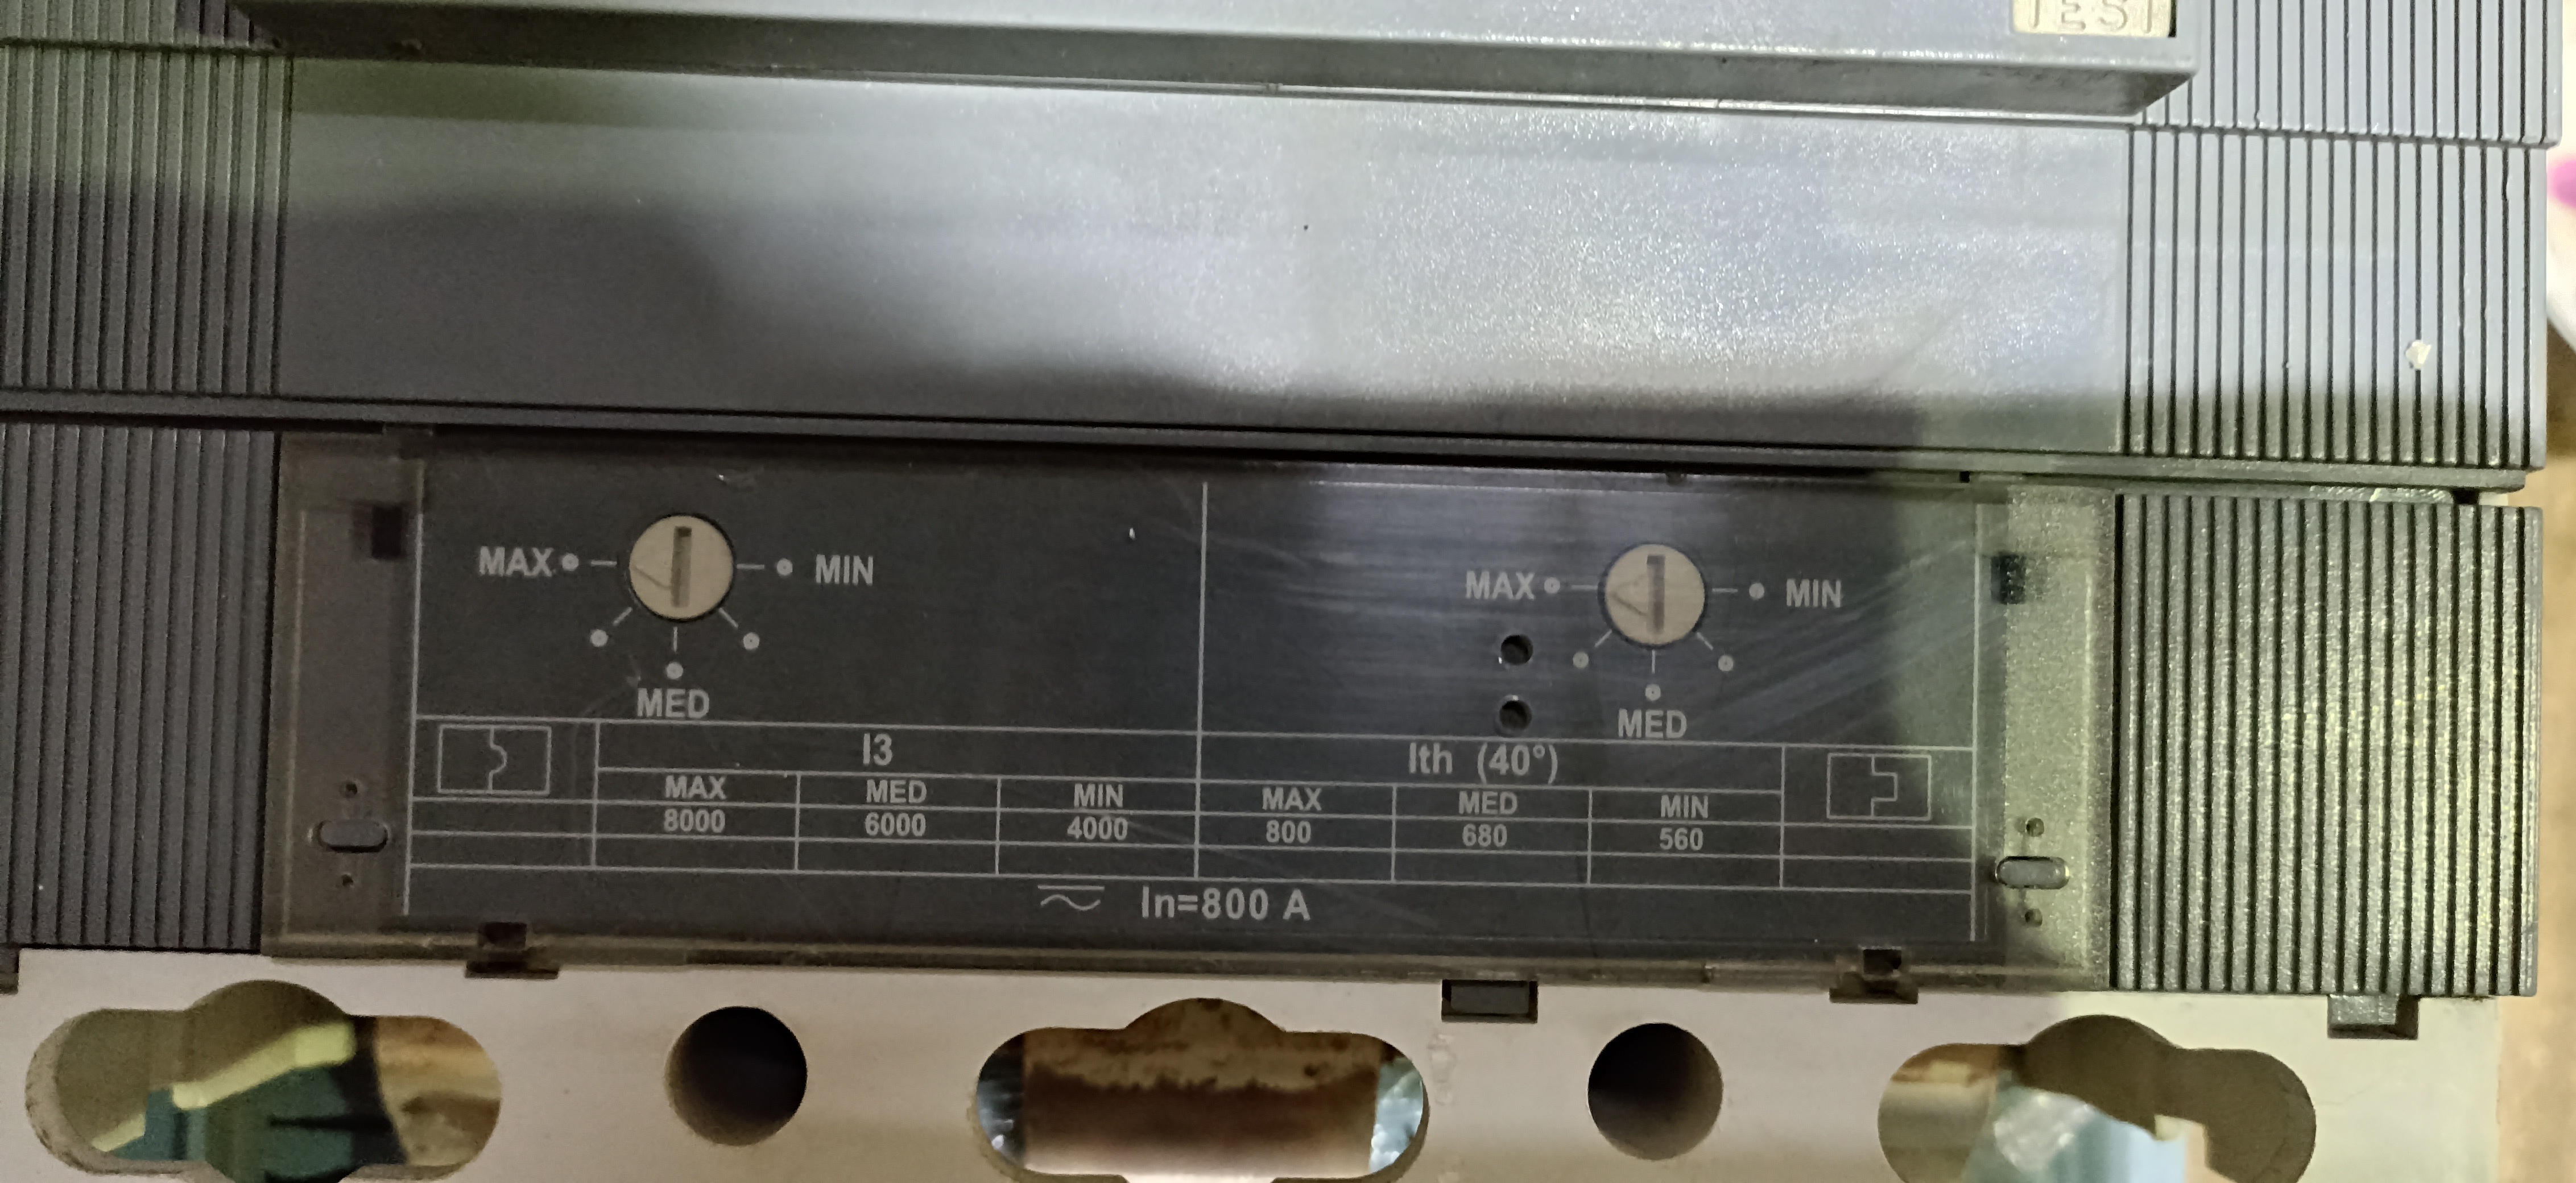 TEST
MAX MIN
MED
MAX MIN
MED
I3 Ith (40°)
MAX MED MIN MAX MED MIN
8000 6000 4000 800 680 560
In=800 A